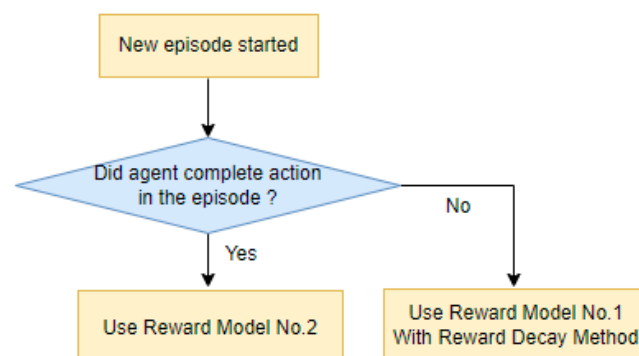 New episode started
Did agent complete action
in the episode ?
No
Yes
Use Reward Model No.2
Use Reward Model No.1
With Reward Decay Method